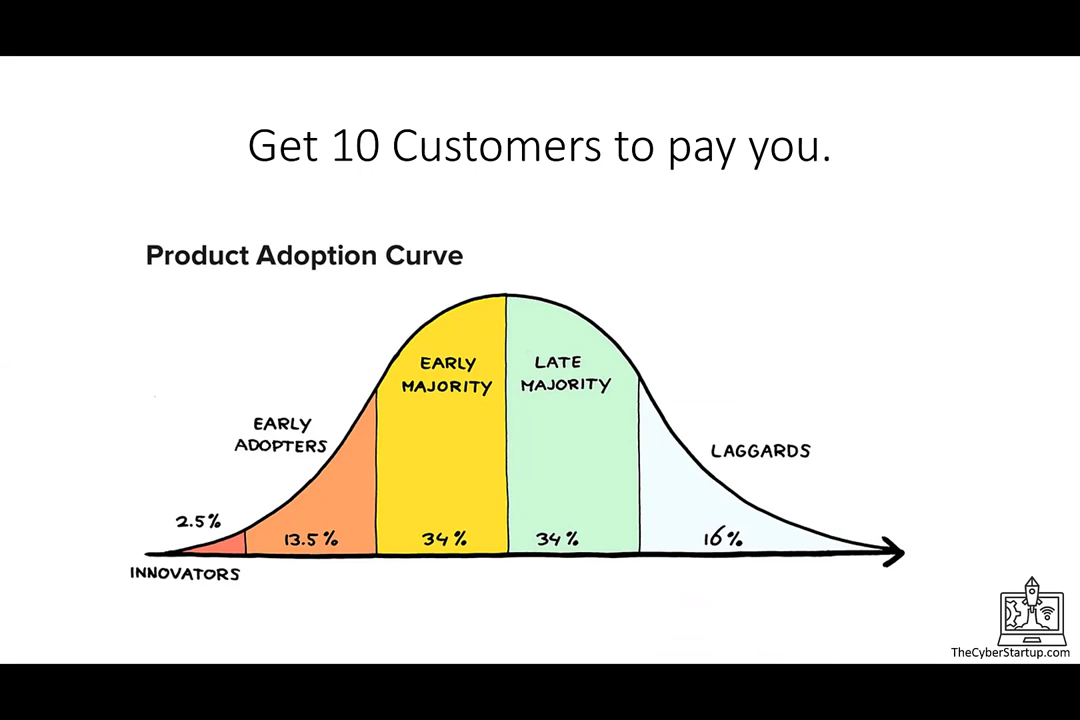 Get 10 Customers to pay you.
Product Adoption Curve
EARLY
MAJORITY
LATE
MAJORITY
EARLY
ADOPTERS
LAGGARDS
2.5%
13.5%
34%
34%
16%
INNOVATORS
TheCyberStartup.com